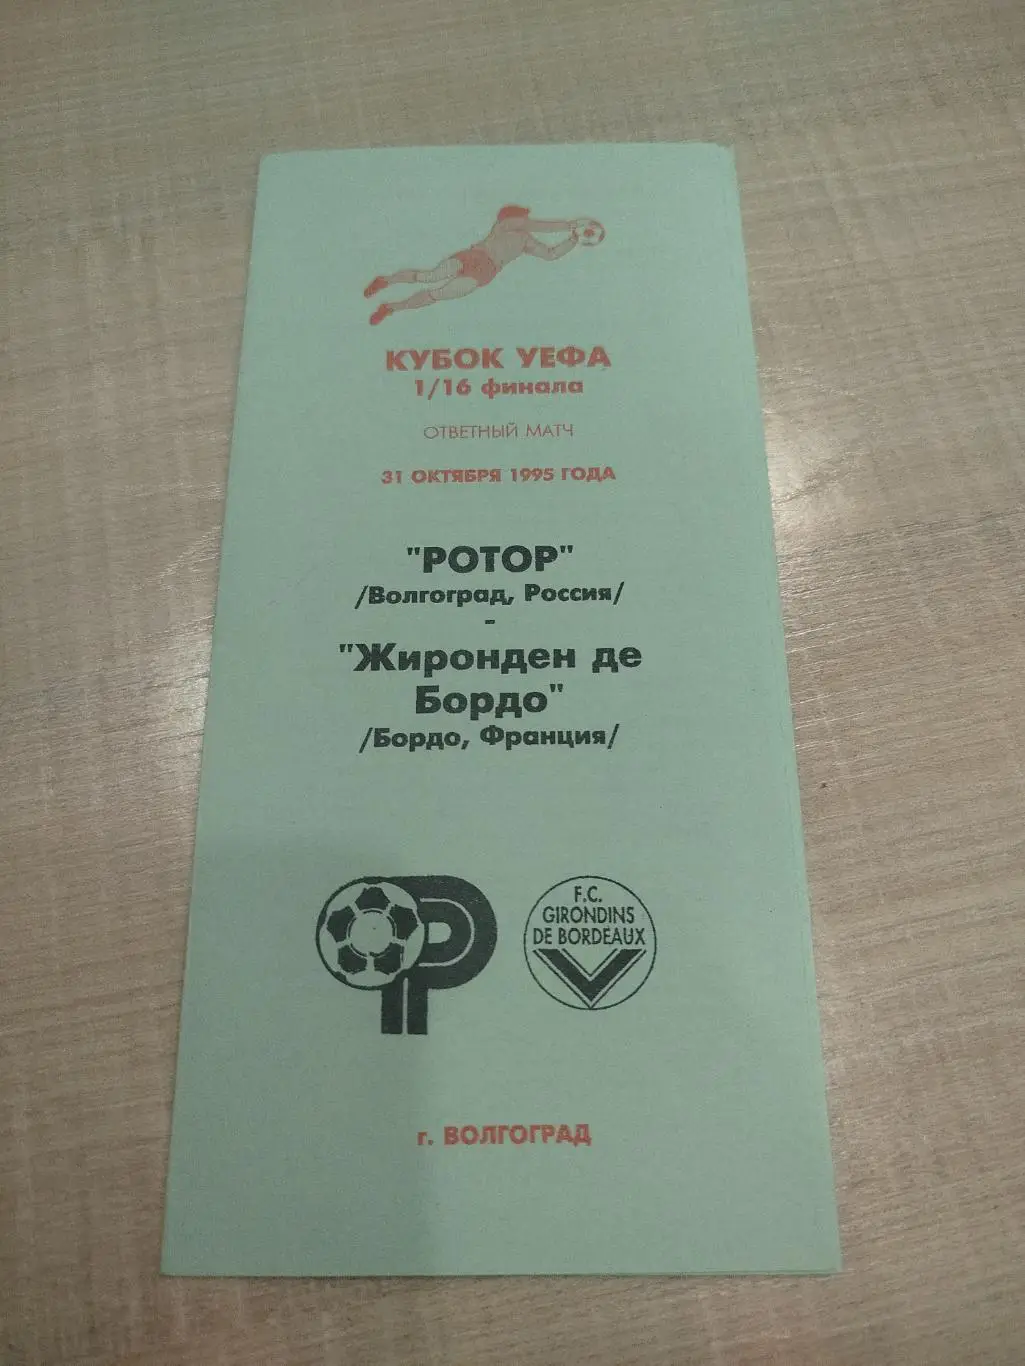 КУБОК УЕФА
1/16 финала
ОТВЕТНЫЙ МАТЧ
31 ОКТЯБРЯ 1995 ГОДА
"РОТОР"
/Волгоград, Россия/
-
"Жиронден де
Бордо"
/Бордо, Франция/
F.C.
GIRONDINS
DE BORDEAUX
г. ВОЛГОГРАД